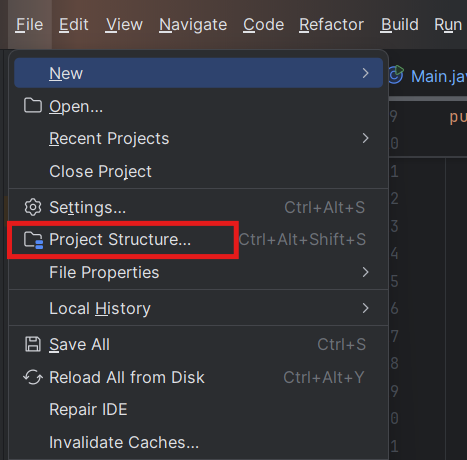 File Edit View Navigate Code Refactor Build Run
New
Main.ja
Open...
9 pu
Recent Projects
0
Close Project
1
Settings... Ctrl+Alt+S
2
Project Structure... Ctrl+Alt+Shift+S
3
4
File Properties
5
Local History
6
7
Save All Ctrl+S
8
Reload All from Disk Ctrl+Alt+Y
9
Repair IDE
0
Invalidate Caches...
1